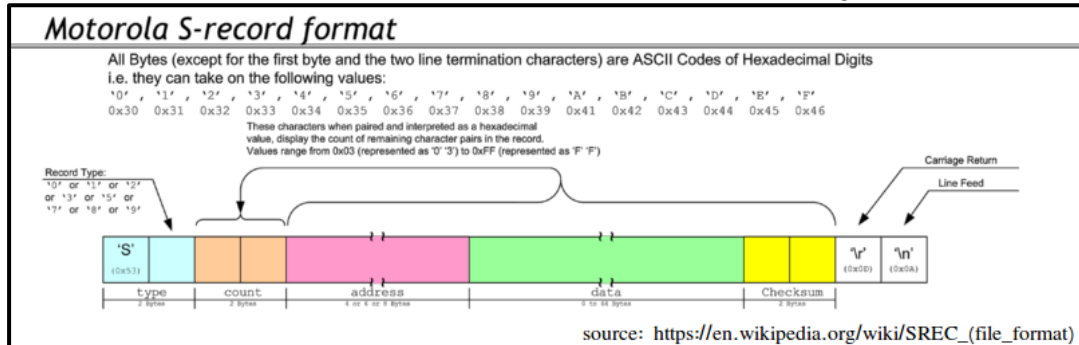 Motorola S-record format
All Bytes (except for the first byte and the two line termination characters) are ASCII Codes of Hexadecimal Digits
i.e. they can take on the following values:
'0' , '1' , '2' , '3' , '4' , '5' , '6' , '7' , '8' , '9' , 'A' , 'B' , 'C' , 'D' , 'E' , 'F'
0x30 0x31 0x32 0x33 0x34 0x35 0x36 0x37 0x38 0x39 0x41 0x42 0x43 0x44 0x45 0x46
These characters when paired and interpreted as a hexadecimal
value, display the count of remaining character pairs in the record.
Values range from 0x03 (represented as '0' '3') to 0xFF (represented as 'F' 'F')
Carriage Return
Line Feed
Record Type:
'0' or '1' or '2'
or '3' or '5' or
'7' or '8' or '9'
'S'
(0x53)
'\r'
(0x0D)
'\n'
(0x0A)
type
2 Bytes
count
2 Bytes
address
4 or 6 or 8 Bytes
data
0 to 64 Bytes
Checksum
2 Bytes
source: https://en.wikipedia.org/wiki/SREC_(file_format)